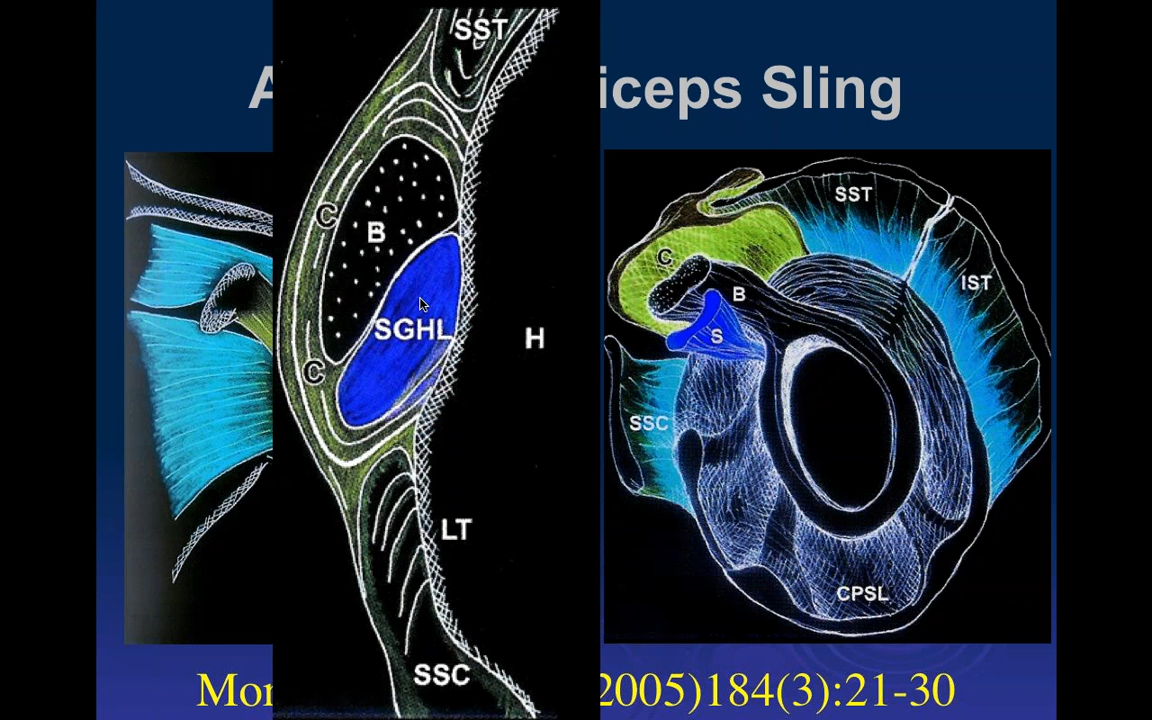 A
iceps Sling
SST
C
B
SGHL
C
H
LT
SSC
SST
C
B
IST
S
SSC
CPSL
Mor
2005)184(3):21-30